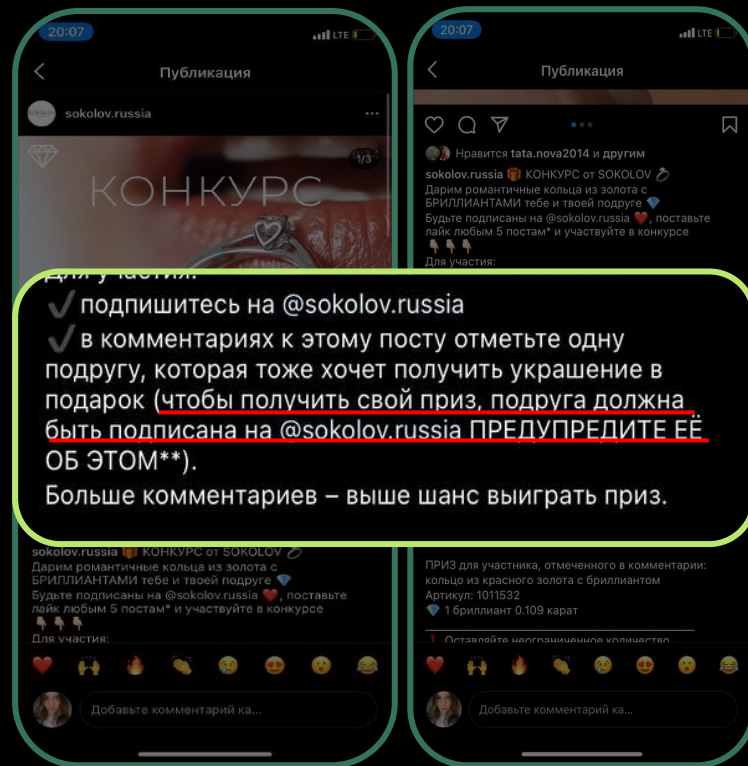 20:07
LTE
Публикация
sokolov.russia
1/3
КОНКУРС
20:07
LTE
Публикация
Нравится tata.nova2014 и другим
sokolov.russia КОНКУРС от SOKOLOV
Дарим романтичные кольца из золота с
БРИЛЛИАНТАМИ тебе и твоей подруге
Будьте подписаны на @sokolov.russia ❤️, поставьте
лайк любым 5 постам* и участвуйте в конкурсе
Для участия:
Для участия:
✔️подпишитесь на @sokolov.russia
✔️в комментариях к этому посту отметьте одну
подругу, которая тоже хочет получить украшение в
подарок (чтобы получить свой приз, подруга должна
быть подписана на @sokolov.russia ПРЕДУПРЕДИТЕ ЕЁ
ОБ ЭТОМ**).
Больше комментариев – выше шанс выиграть приз.
sokolov.russia КОНКУРС от SOKOLOV
Дарим романтичные кольца из золота с
БРИЛЛИАНТАМИ тебе и твоей подруге
Будьте подписаны на @sokolov.russia ❤️, поставьте
лайк любым 5 постам* и участвуйте в конкурсе
Для участия:
Добавьте комментарий ка...
ПРИЗ для участника, отмеченного в комментарии:
кольцо из красного золота с бриллиантом
Артикул: 1011532
1 бриллиант 0.109 карат
Оставляйте неограниченное количество
Добавьте комментарий ка...